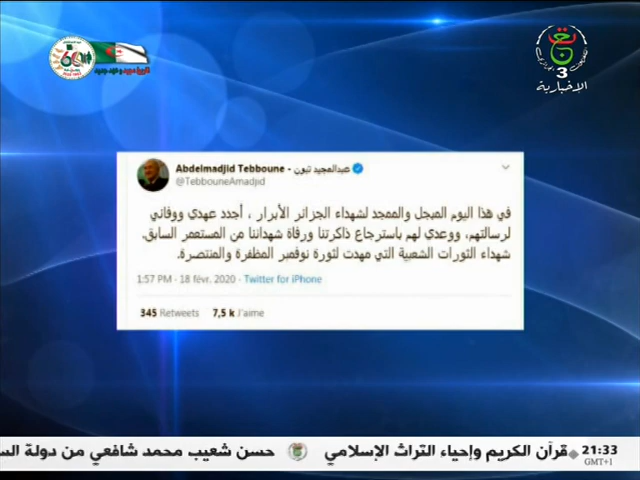 60
3
الإخبارية
Abdelmadjid Tebboune - عبدالمجيد تبون
@TebbouneAmadjid
في هذا اليوم المبجل والممجد لشهداء الجزائر الأبرار ، أجدد عهدي ووفائي
لرسالتهم، ووعدي لهم باسترجاع ذاكرتنا ورفاة شهدائنا من المستعمر السابق.
شهداء الثورات الشعبية التي مهدت لثورة نوفمبر المظفرة والمنتصرة.
1:57 PM · 18 févr. 2020 · Twitter for iPhone
345 Retweets 7,5 k J'aime
قرآن الكريم وإحياء التراث الإسلامي حسن شعيب محمد شافعي من دولة الس
21:33
GMT+1